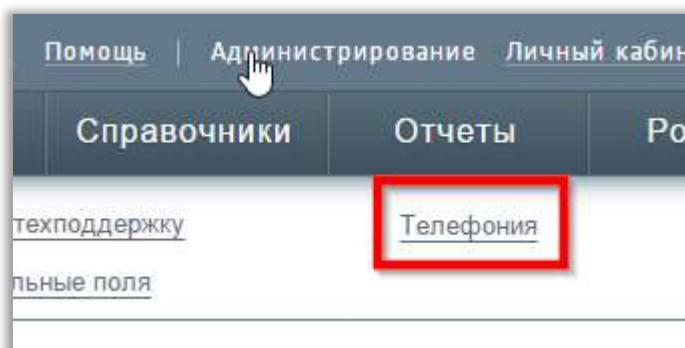 Помощь | Администрирование Личный кабин
Справочники Отчеты Ро
техподдержку Телефония
льные поля